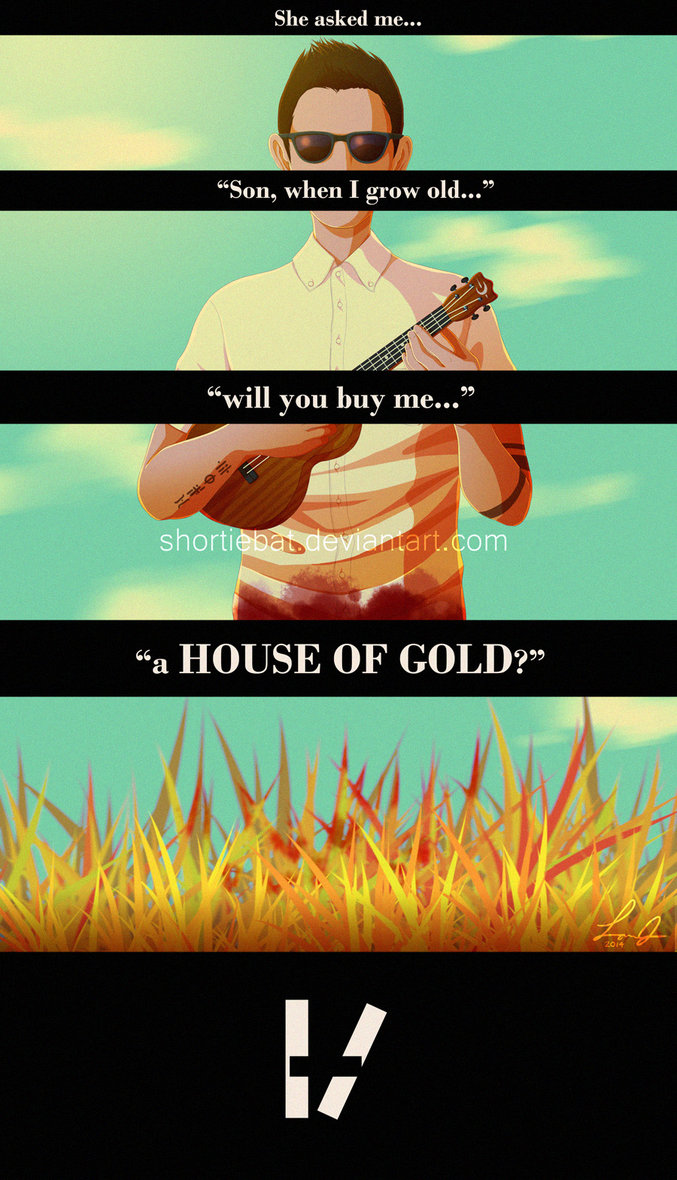 She asked me...
“Son, when I grow old...”
“will you buy me...”
shortiebat.deviantart.com
“a HOUSE OF GOLD?”
2014